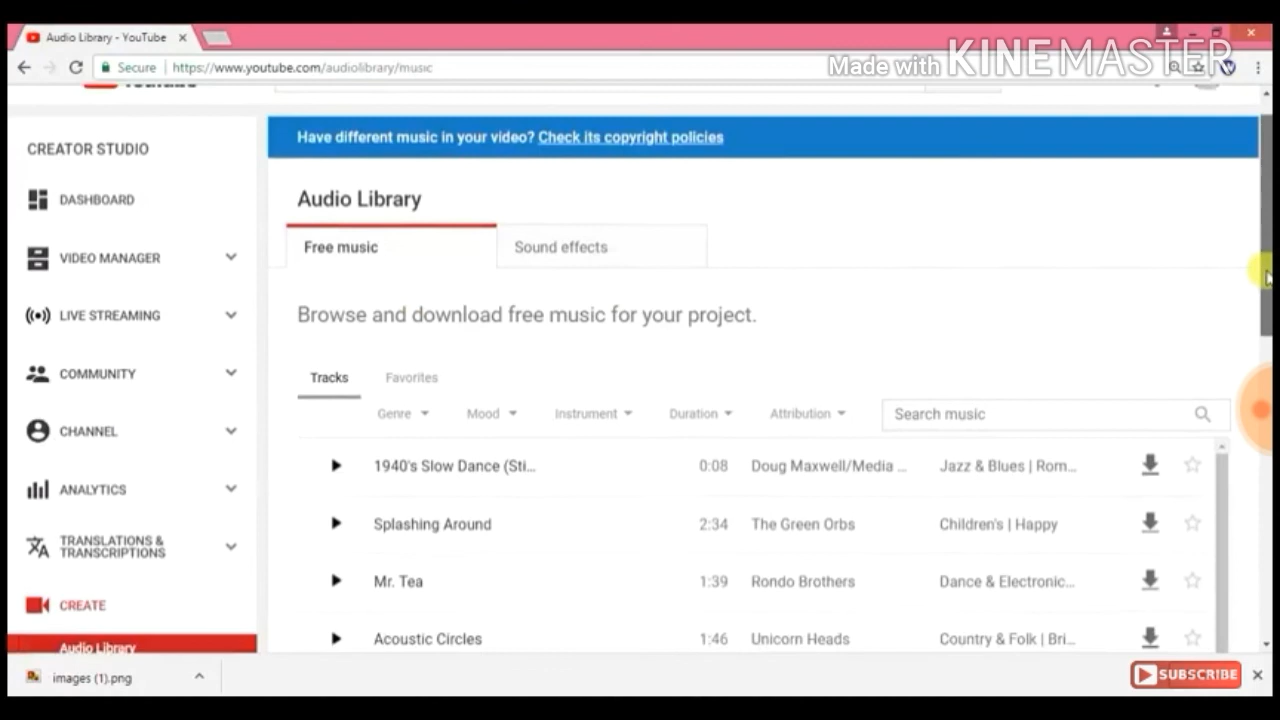 Audio Library - YouTube
Secure | https://www.youtube.com/audiolibrary/music
Made with KINEMASTER
Have different music in your video? Check its copyright policies
CREATOR STUDIO
DASHBOARD
VIDEO MANAGER
LIVE STREAMING
COMMUNITY
CHANNEL
ANALYTICS
TRANSLATIONS &
TRANSCRIPTIONS
CREATE
Audio Library
Audio Library
Free music Sound effects
Browse and download free music for your project.
Tracks Favorites
Genre Mood Instrument Duration Attribution Search music
1940's Slow Dance (Sti... 0:08 Doug Maxwell/Media ... Jazz & Blues | Rom...
Splashing Around 2:34 The Green Orbs Children's | Happy
Mr. Tea 1:39 Rondo Brothers Dance & Electronic...
Acoustic Circles 1:46 Unicorn Heads Country & Folk | Bri...
images (1).png
SUBSCRIBE